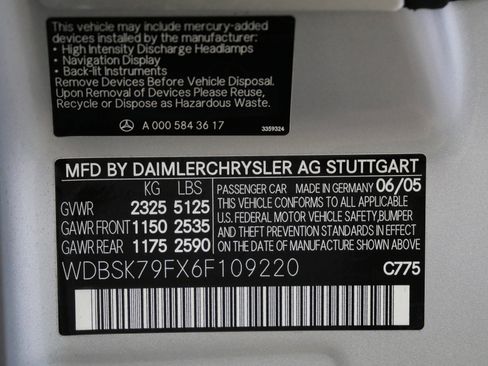 This vehicle may include mercury-added
devices installed by the manufacturer:
• High Intensity Discharge Headlamps
• Navigation Display
• Back-lit Instruments
Remove Devices Before Vehicle Disposal.
Upon Removal of Devices Please Reuse,
Recycle or Dispose as Hazardous Waste.
A 000 584 36 17
3359324
MFD BY DAIMLERCHRYSLER AG STUTTGART
KG LBS
GVWR 2325 5125
GAWR FRONT 1150 2535
GAWR REAR 1175 2590
PASSENGER CAR MADE IN GERMANY 06/05
THIS VEHICLE CONFORMS TO ALL APPLICABLE
U.S. FEDERAL MOTOR VEHICLE SAFETY,BUMPER
AND THEFT PREVENTION STANDARDS IN EFFECT
ON THE DATE OF MANUFACTURE SHOWN ABOVE
WDBSK79FX6F109220
C775